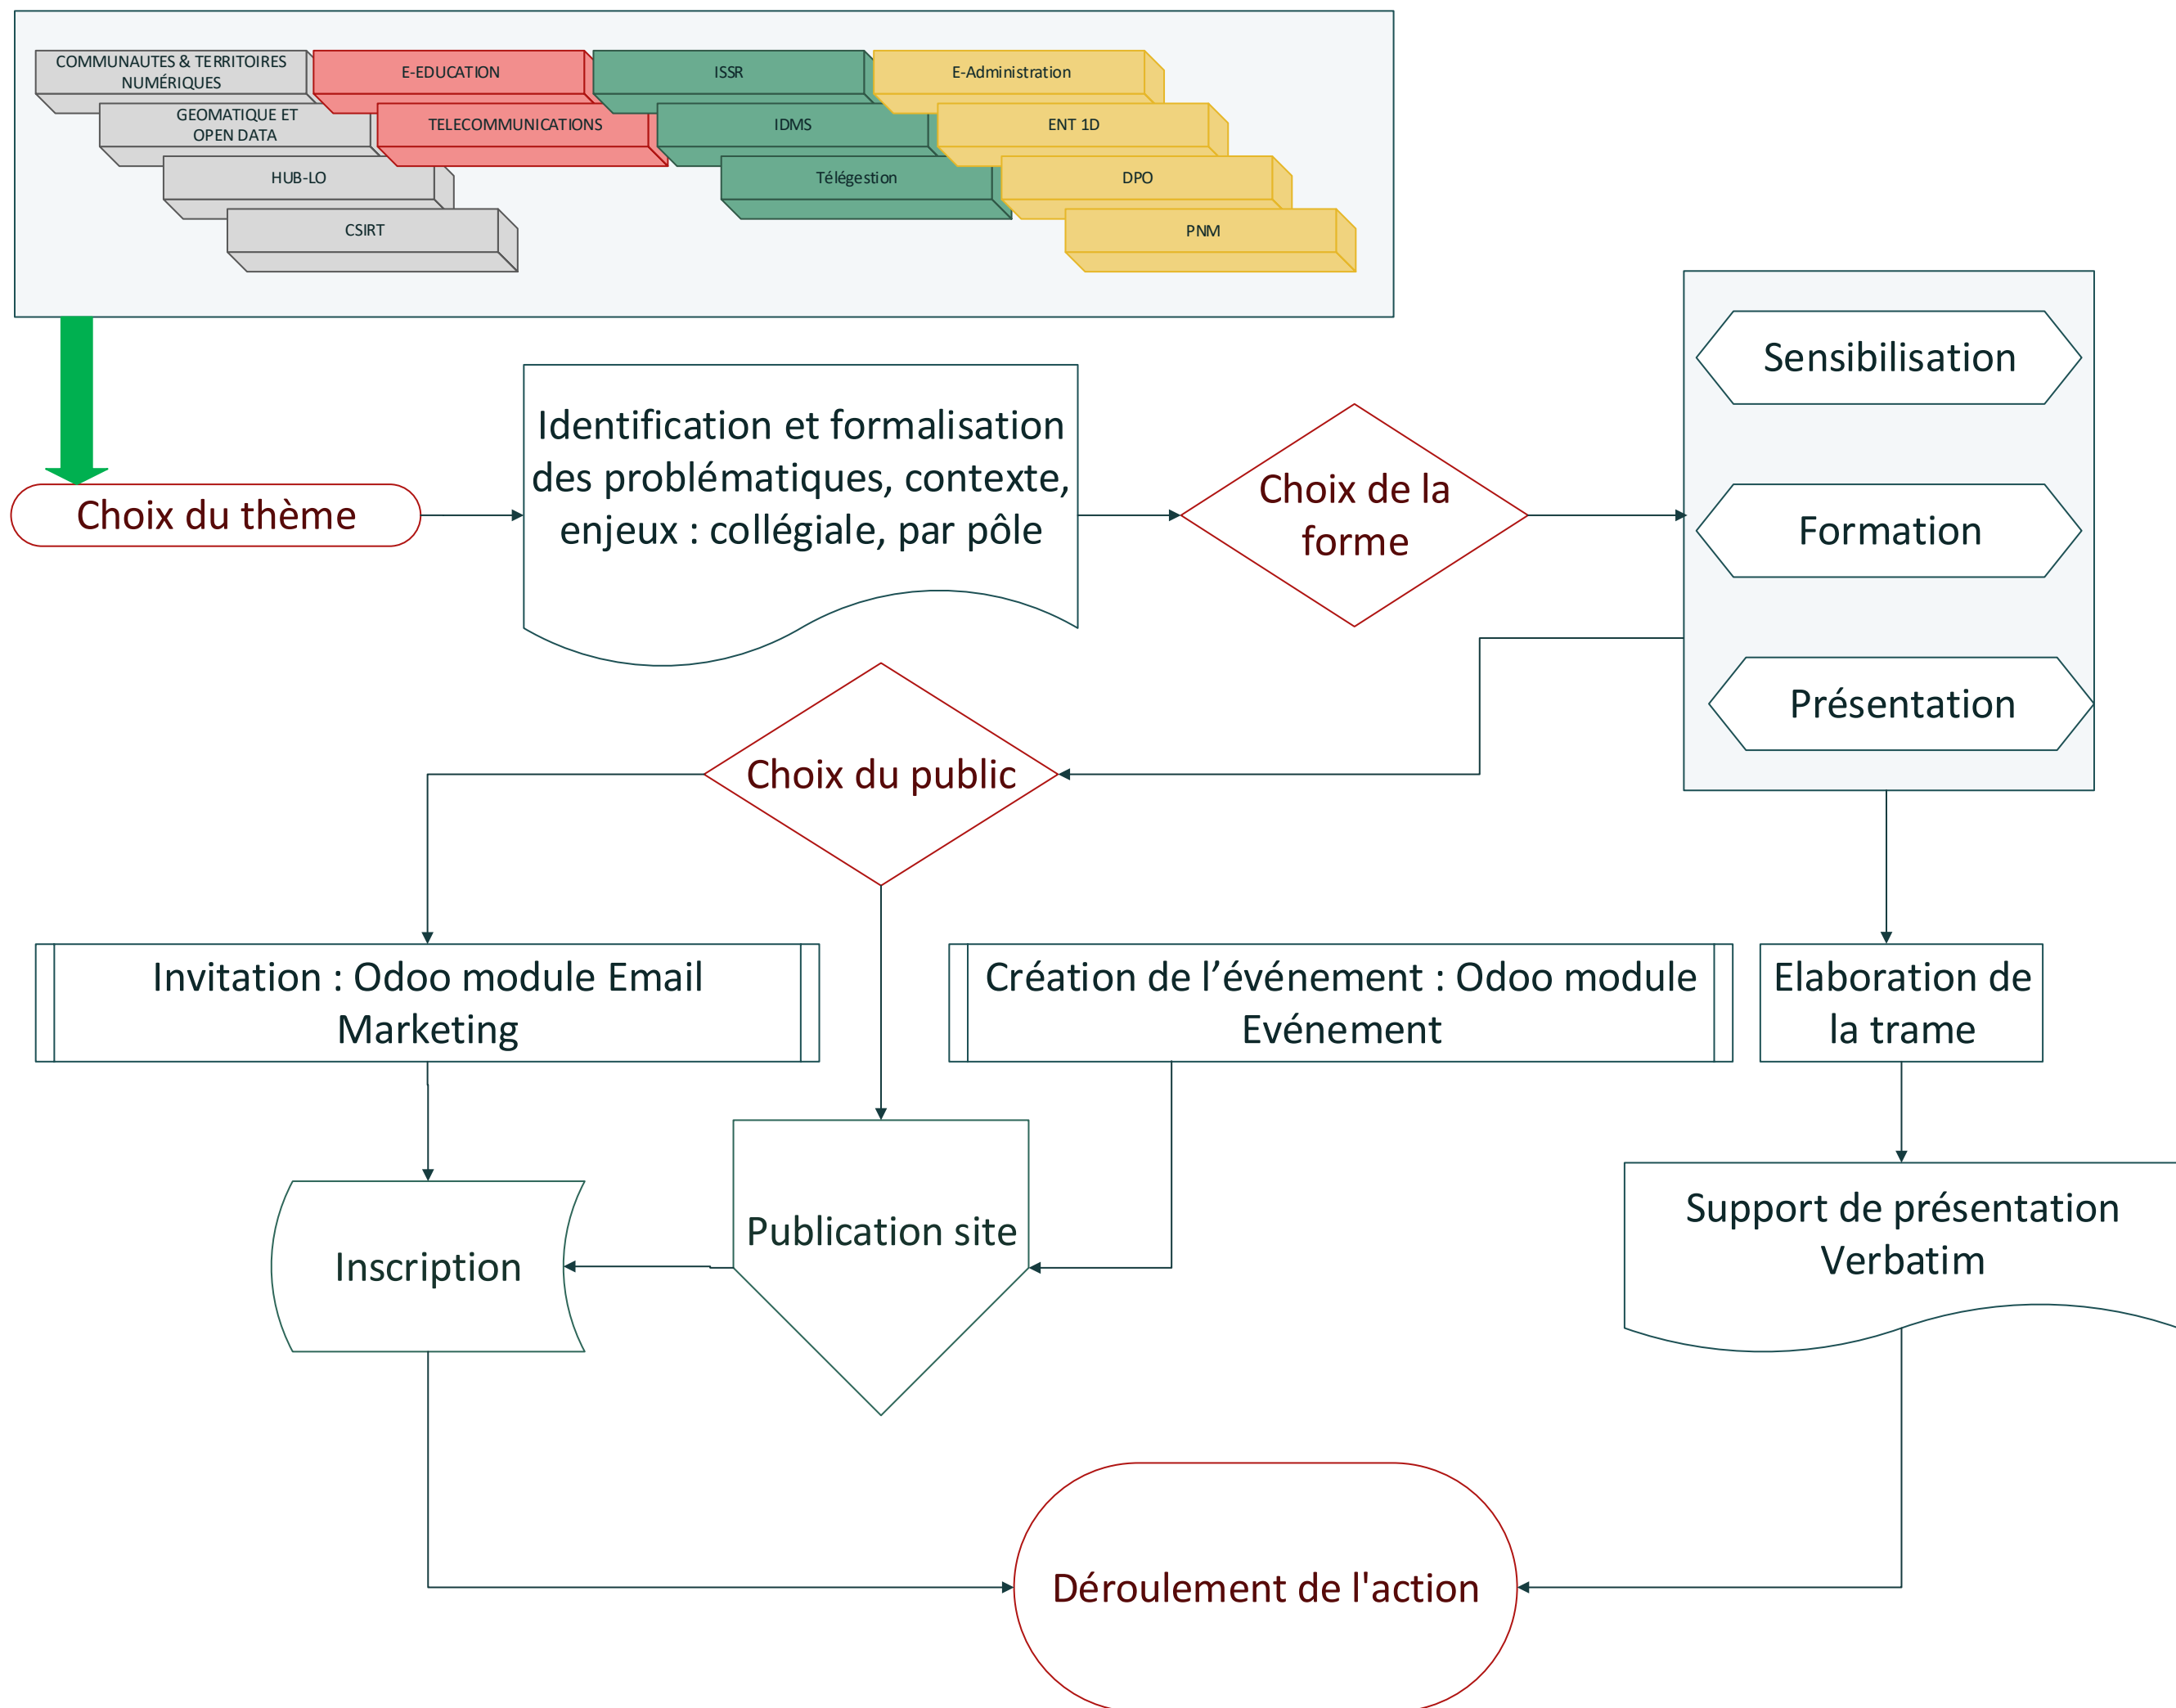 COMMUNAUTES & TERRITOIRES
NUMÉRIQUES
E-EDUCATION
ISSR
E-Administration
GEOMATIQUE ET
OPEN DATA
TELECOMMUNICATIONS
IDMS
ENT 1D
HUB-LO
Télégestion
DPO
CSIRT
PNM
Sensibilisation
Identification et formalisation
des problématiques, contexte,
enjeux : collégiale, par pôle
Choix de la
forme
Choix du thème
Formation
Présentation
Choix du public
Invitation : Odoo module Email
Marketing
Création de l’événement : Odoo module
Evénement
Elaboration de
la trame
Publication site
Support de présentation
Verbatim
Inscription
Déroulement de l'action